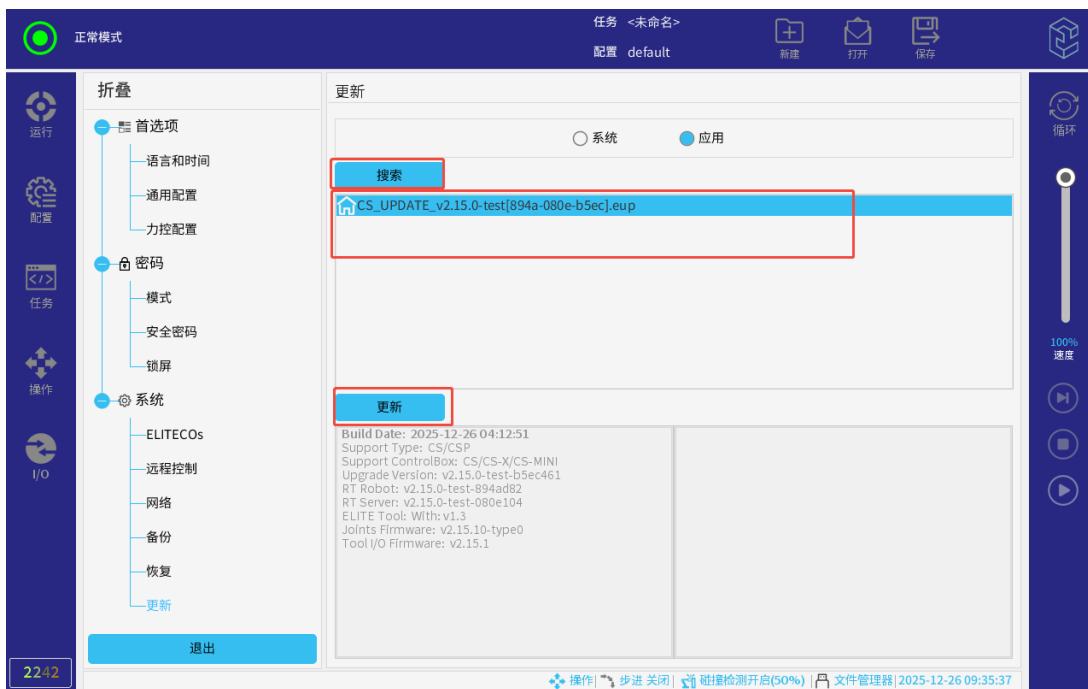 正常模式
任务 <未命名>
配置 default
新建
打开
保存
运行
配置
任务
操作
I/O
2242
折叠
首选项
语言和时间
通用配置
力控配置
密码
模式
安全密码
锁屏
系统
ELITECOs
远程控制
网络
备份
恢复
更新
退出
更新
系统
应用
搜索
CS_UPDATE_v2.15.0-test[894a-080e-b5ec].eup
更新
Build Date: 2025-12-26 04:12:51
Support Type: CS/CSP
Support ControlBox: CS/CS-X/CS-MINI
Upgrade Version: v2.15.0-test-b5ec461
RT Robot: v2.15.0-test-894ad82
RT Server: v2.15.0-test-080e104
ELITE Tool: With: v1.3
Joints Firmware: v2.15.10-type0
Tool I/O Firmware: v2.15.1
循环
100%
速度
操作| 步进 关闭| 碰撞检测开启(50%) | 文件管理器|2025-12-26 09:35:37